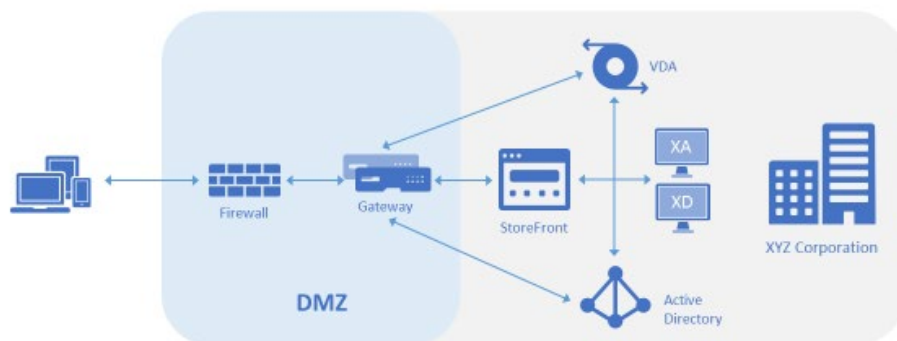 VDA
XA
XD
Firewall
Gateway
StoreFront
XYZ Corporation
DMZ
Active
Directory